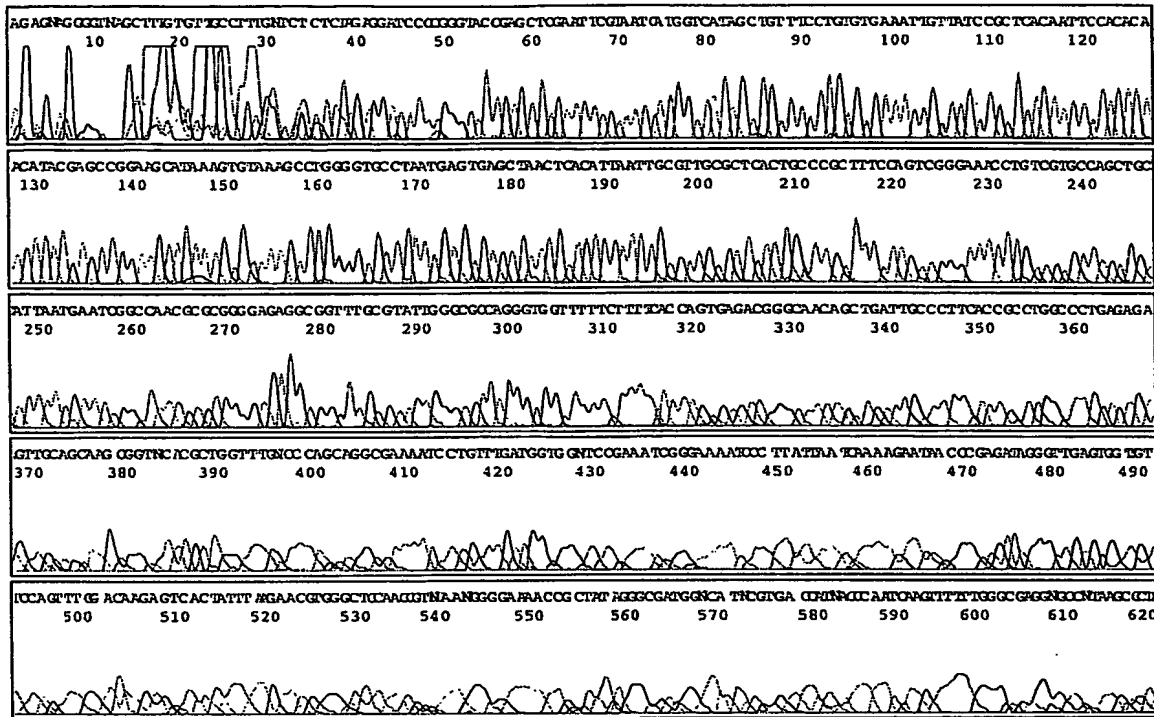 AGAGNAGGGGTNAGCTTTGTGTTGCCTTTGNTCTCTCTAGAGGATCCCCGGGTACCGAGCTCGAATTCGTAATCATGGTCATAGCTGTTTCCTGTGTGAAATTGTTATCCGCTCACAATTCCACACA
10 20 30 40 50 60 70 80 90 100 110 120
ACATACGAGCCGGAAGCATAAAGTGTAAAGCCTGGGGTGCCTAATGAGTGAGCTAACTCACATTAATTGCGTTGCGCTCACTGCCCGCTTTCCAGTCGGGAAACCTGTCGTGCCAGCTGC
130 140 150 160 170 180 190 200 210 220 230 240
ATTAATGAATCGGCCAACGCGCGGGGAGAGGCGGTTTGCGTATTGGGCGCCAGGGTGGTTTTTCTTTTCACCAGTGAGACGGGCAACAGCTGATTGCCCTTCACCGCCTGGCCCTGAGAGA
250 260 270 280 290 300 310 320 330 340 350 360
GTTGCAGCAAGCGGTNCACGCTGGTTTGNCCCAGCAGGCGAAAATCCTGTTTGATGGTGGNTCCGAAATCGGGAAAATCCCTTATTAATCAAAAGAATAACCCGAGATAGGGTTGAGTGGTGTT
370 380 390 400 410 420 430 440 450 460 470 480 490
TCCAGTTTGGACAAGAGTCACTATTTAAGAACGTGGGCTCCAAGGTNAANGGGGAAAACCGCTATAGGGCGATGGNCATNCGTGACCATNACCCAATCAAGTTTTTTGGGCGAGGNGCCNTAAGCGCT
500 510 520 530 540 550 560 570 580 590 600 610 620